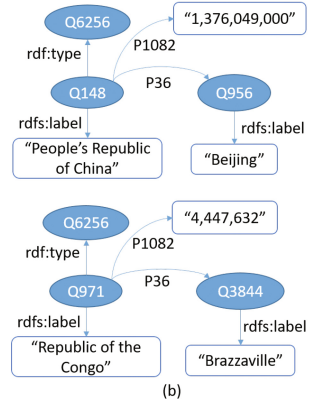 Q6256
“1,376,049,000”
P1082
rdf:type
P36
Q148
Q956
rdfs:label
rdfs:label
“People’s Republic
of China”
“Beijing”
Q6256
“4,447,632”
P1082
rdf:type
P36
Q971
Q3844
rdfs:label
rdfs:label
“Republic of the
Congo”
“Brazzaville”
(b)